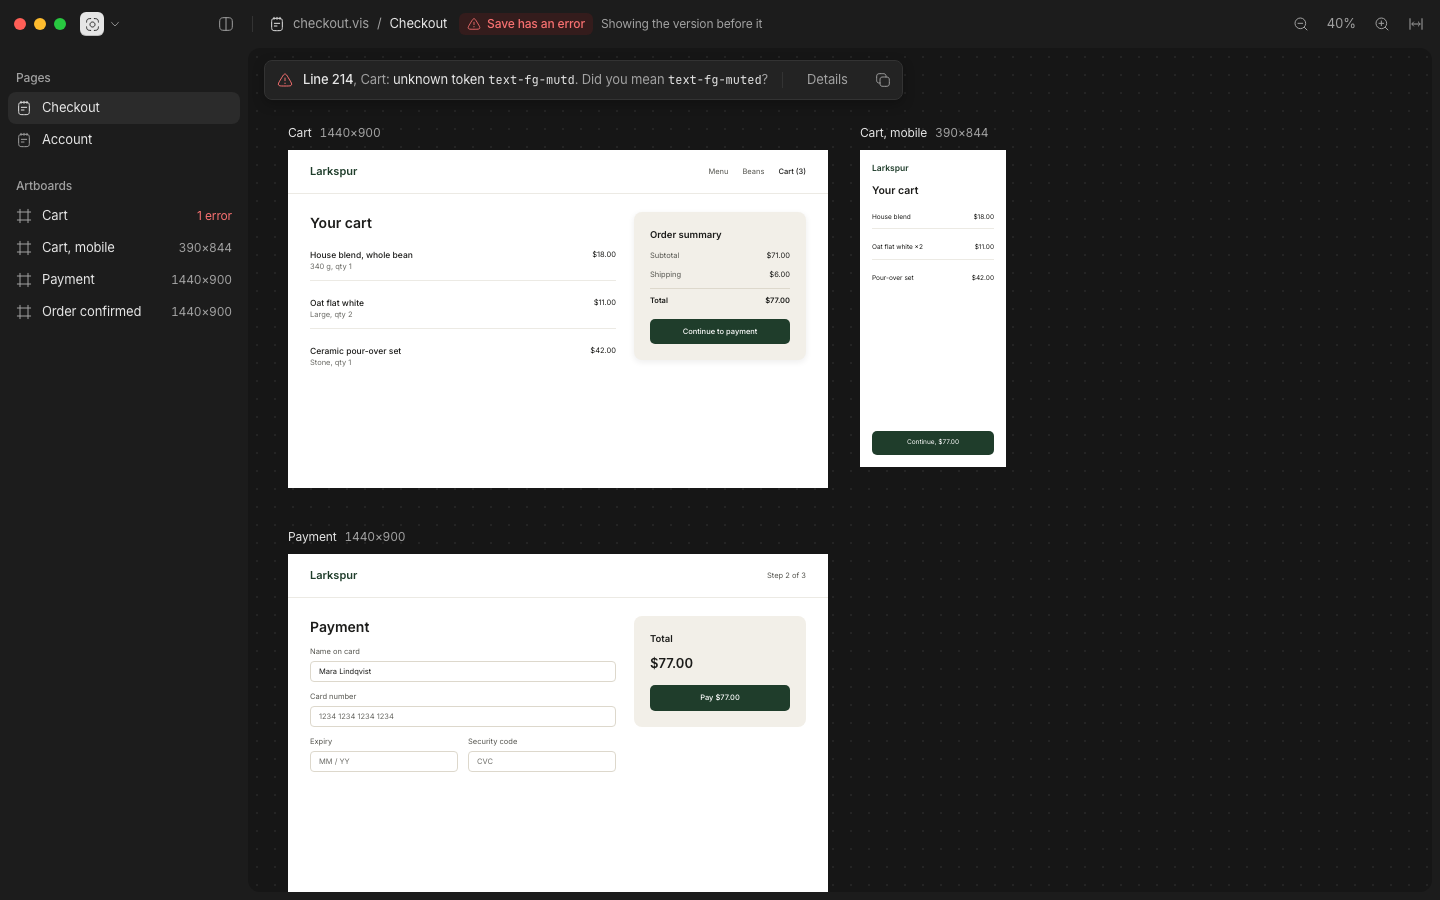 checkout.vis / Checkout Save has an error Showing the version before it 40%
Pages
Checkout
Account
Artboards
Cart 1 error
Cart, mobile 390×844
Payment 1440×900
Order confirmed 1440×900
Line 214, Cart: unknown token text-fg-mutd. Did you mean text-fg-muted? Details
Cart 1440×900
Larkspur Menu Beans Cart (3)
Your cart
House blend, whole bean $18.00
340 g, qty 1
Oat flat white $11.00
Large, qty 2
Ceramic pour-over set $42.00
Stone, qty 1
Order summary
Subtotal $71.00
Shipping $6.00
Total $77.00
Continue to payment
Cart, mobile 390×844
Larkspur
Your cart
House blend $18.00
Oat flat white ×2 $11.00
Pour-over set $42.00
Continue, $77.00
Payment 1440×900
Larkspur Step 2 of 3
Payment
Name on card
Mara Lindqvist
Card number
1234 1234 1234 1234
Expiry Security code
MM / YY CVC
Total
$77.00
Pay $77.00